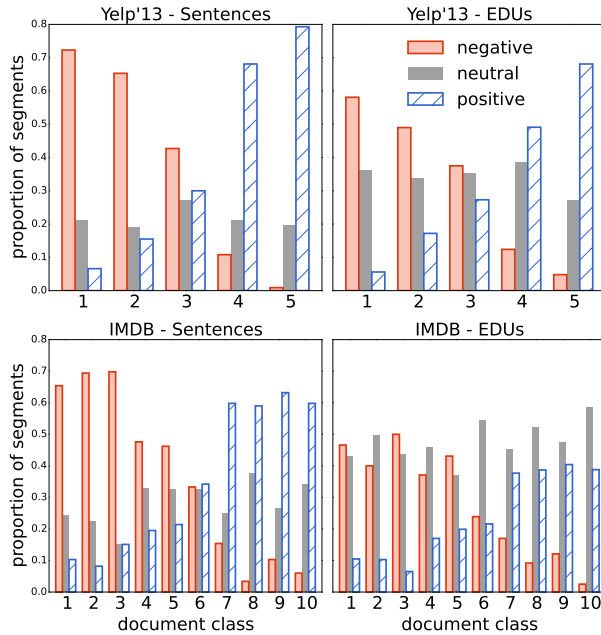 Yelp'13 - Sentences
Yelp'13 - EDUs
proportion of segments
0.8
0.7
0.6
0.5
0.4
0.3
0.2
0.1
0.0
negative
neutral
positive
1 2 3 4 5
1 2 3 4 5
IMDB - Sentences
IMDB - EDUs
proportion of segments
0.8
0.7
0.6
0.5
0.4
0.3
0.2
0.1
0.0
1 2 3 4 5 6 7 8 9 10
1 2 3 4 5 6 7 8 9 10
document class
document class